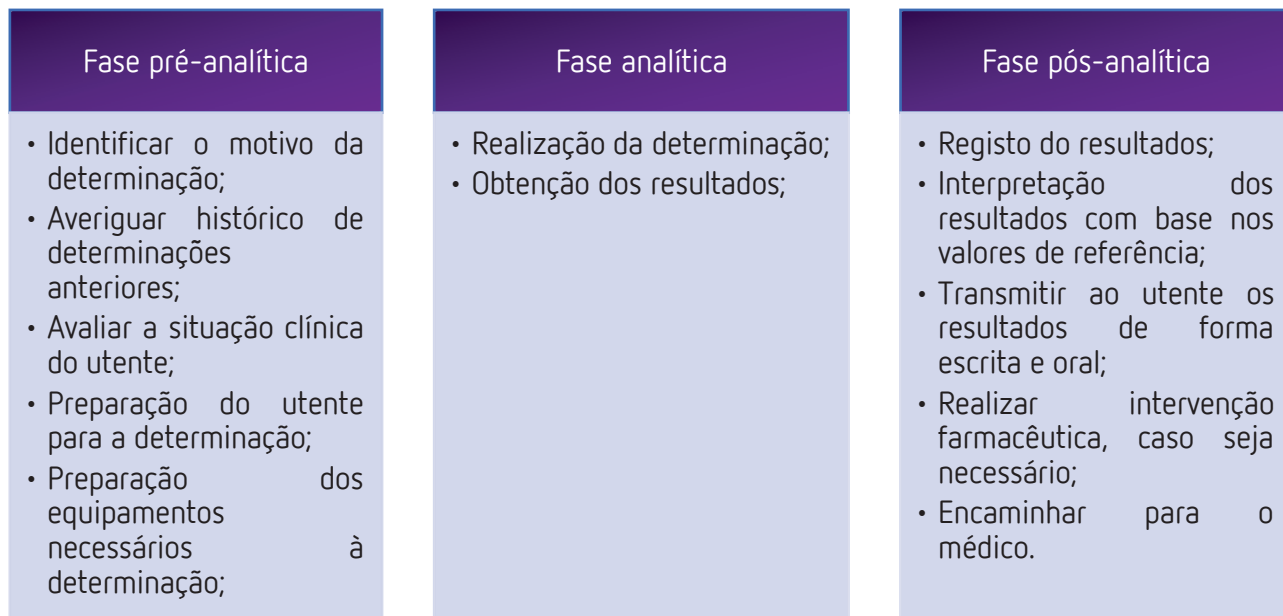 Fase pré-analítica
• Identificar o motivo da
determinação;
• Averiguar histórico de
determinações
anteriores;
• Avaliar a situação clínica
do utente;
• Preparação do utente
para a determinação;
• Preparação dos
equipamentos
necessários à
determinação;
Fase analítica
• Realização da determinação;
• Obtenção dos resultados;
Fase pós-analítica
• Registo do resultados;
• Interpretação dos
resultados com base nos
valores de referência;
• Transmitir ao utente os
resultados de forma
escrita e oral;
• Realizar intervenção
farmacêutica, caso seja
necessário;
• Encaminhar para o
médico.